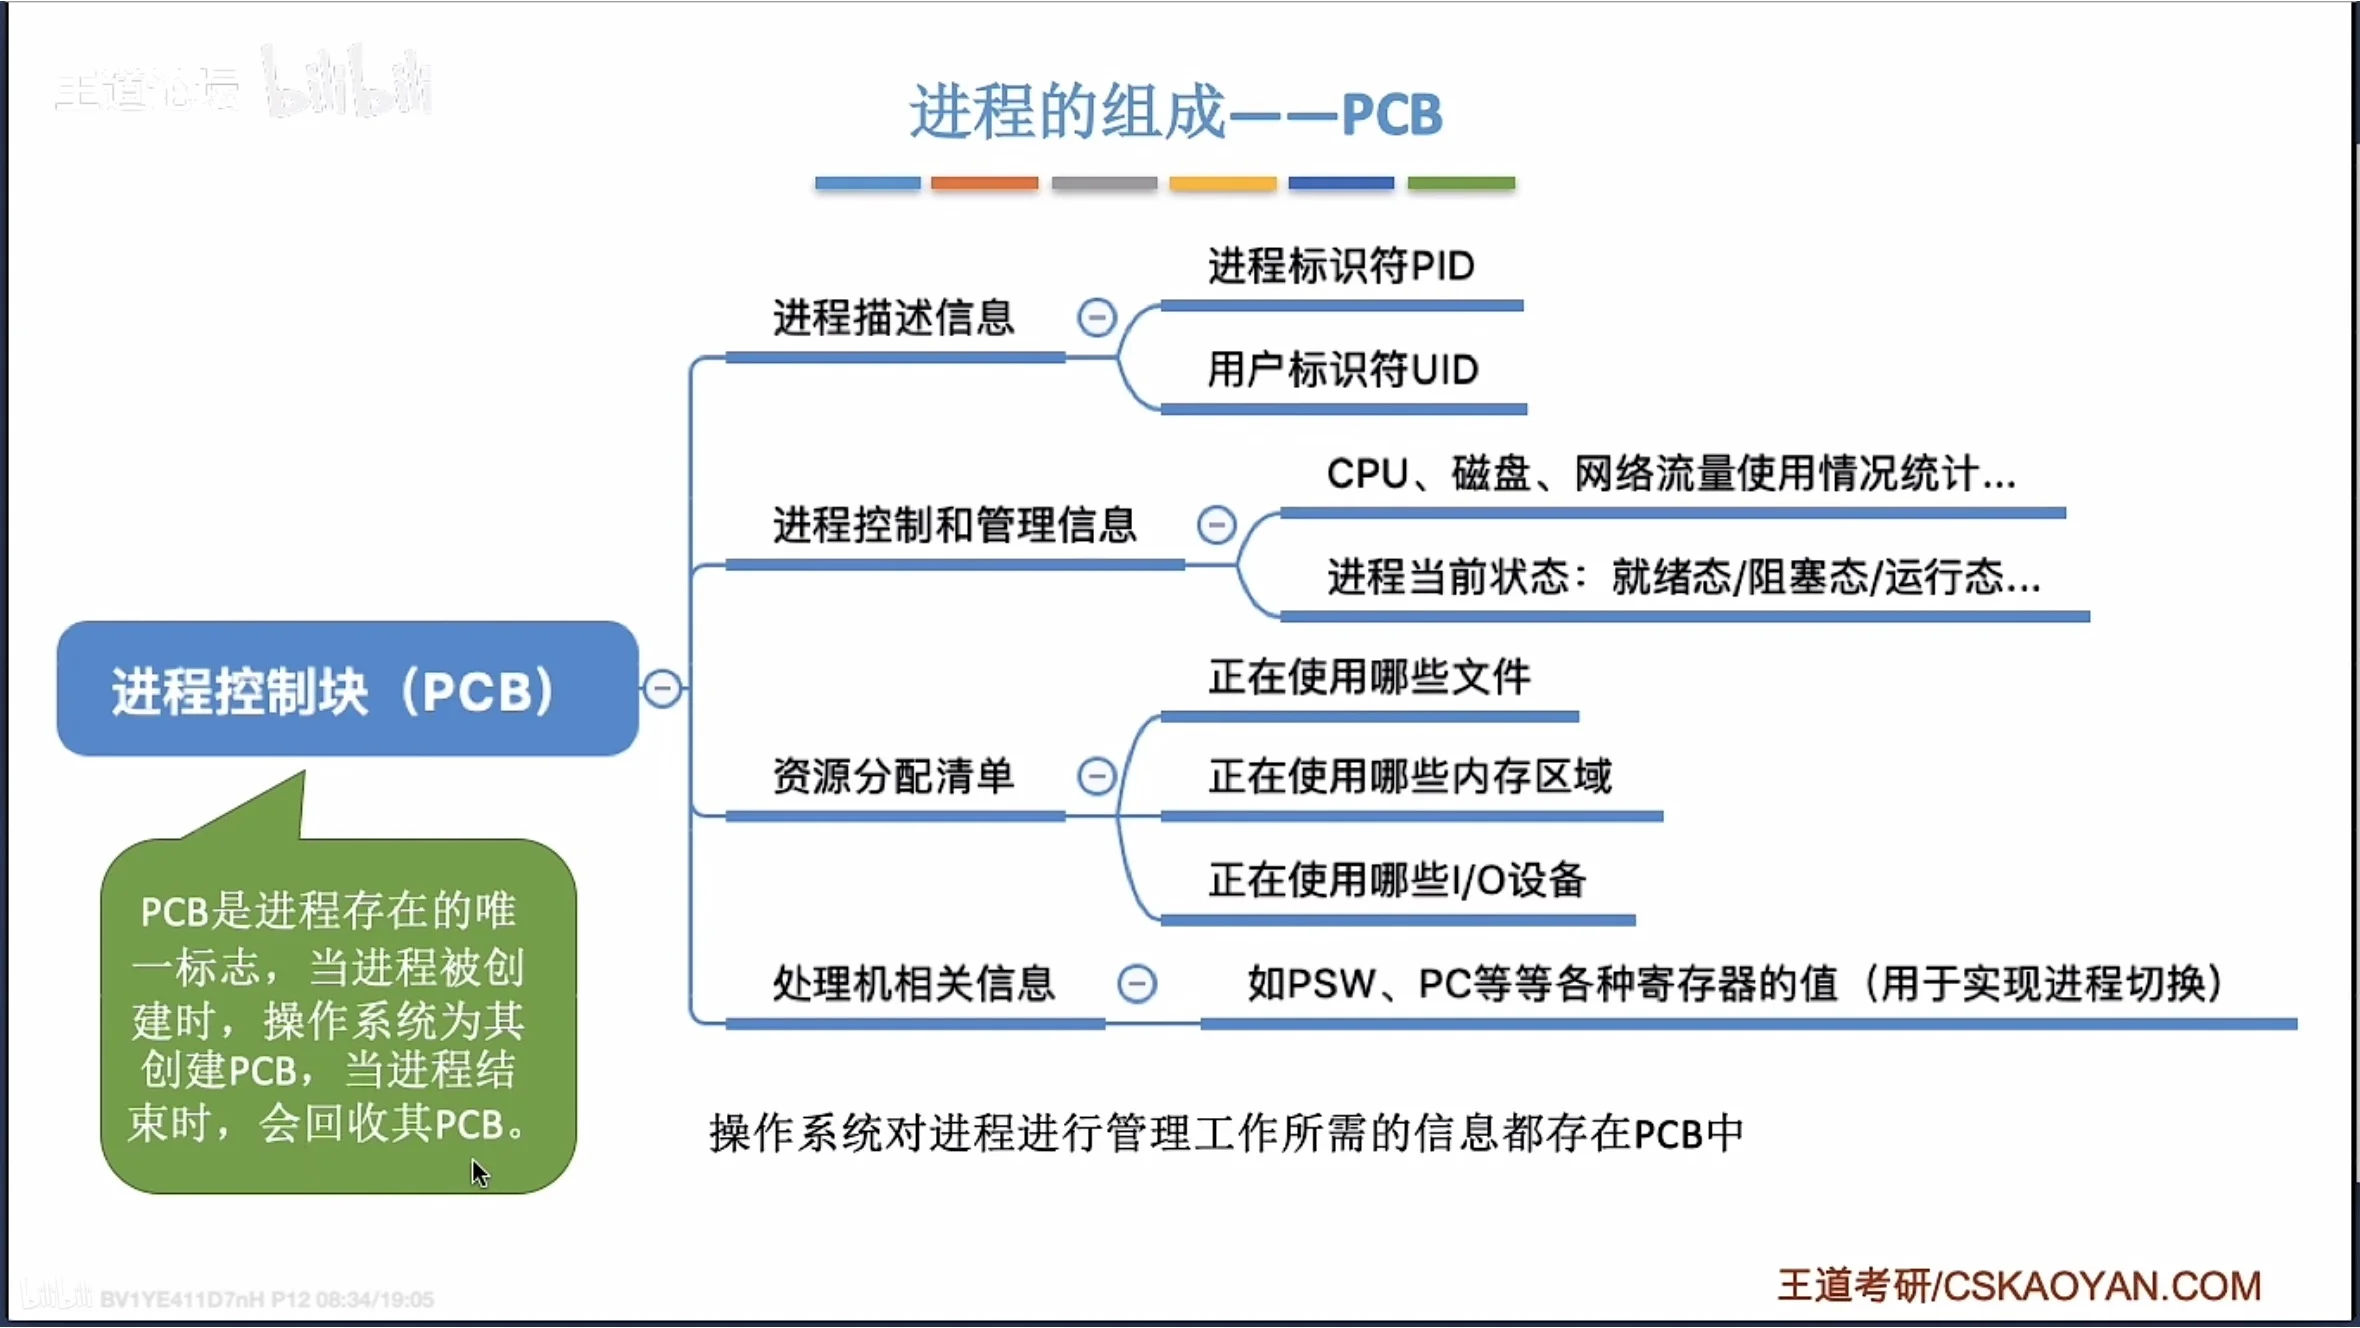 王道论坛 bilibili
进程的组成——PCB
进程标识符PID
进程描述信息
用户标识符UID
CPU、磁盘、网络流量使用情况统计...
进程控制和管理信息
进程当前状态：就绪态/阻塞态/运行态...
进程控制块（PCB）
正在使用哪些文件
资源分配清单
正在使用哪些内存区域
正在使用哪些I/O设备
处理机相关信息
如PSW、PC等等各种寄存器的值（用于实现进程切换）
PCB是进程存在的唯
一标志，当进程被创
建时，操作系统为其
创建PCB，当进程结
束时，会回收其PCB。
操作系统对进程进行管理工作所需的信息都存在PCB中
王道考研/CSKAOYAN.COM
bilibili BV1YE411D7nH P12 08:34/19:05